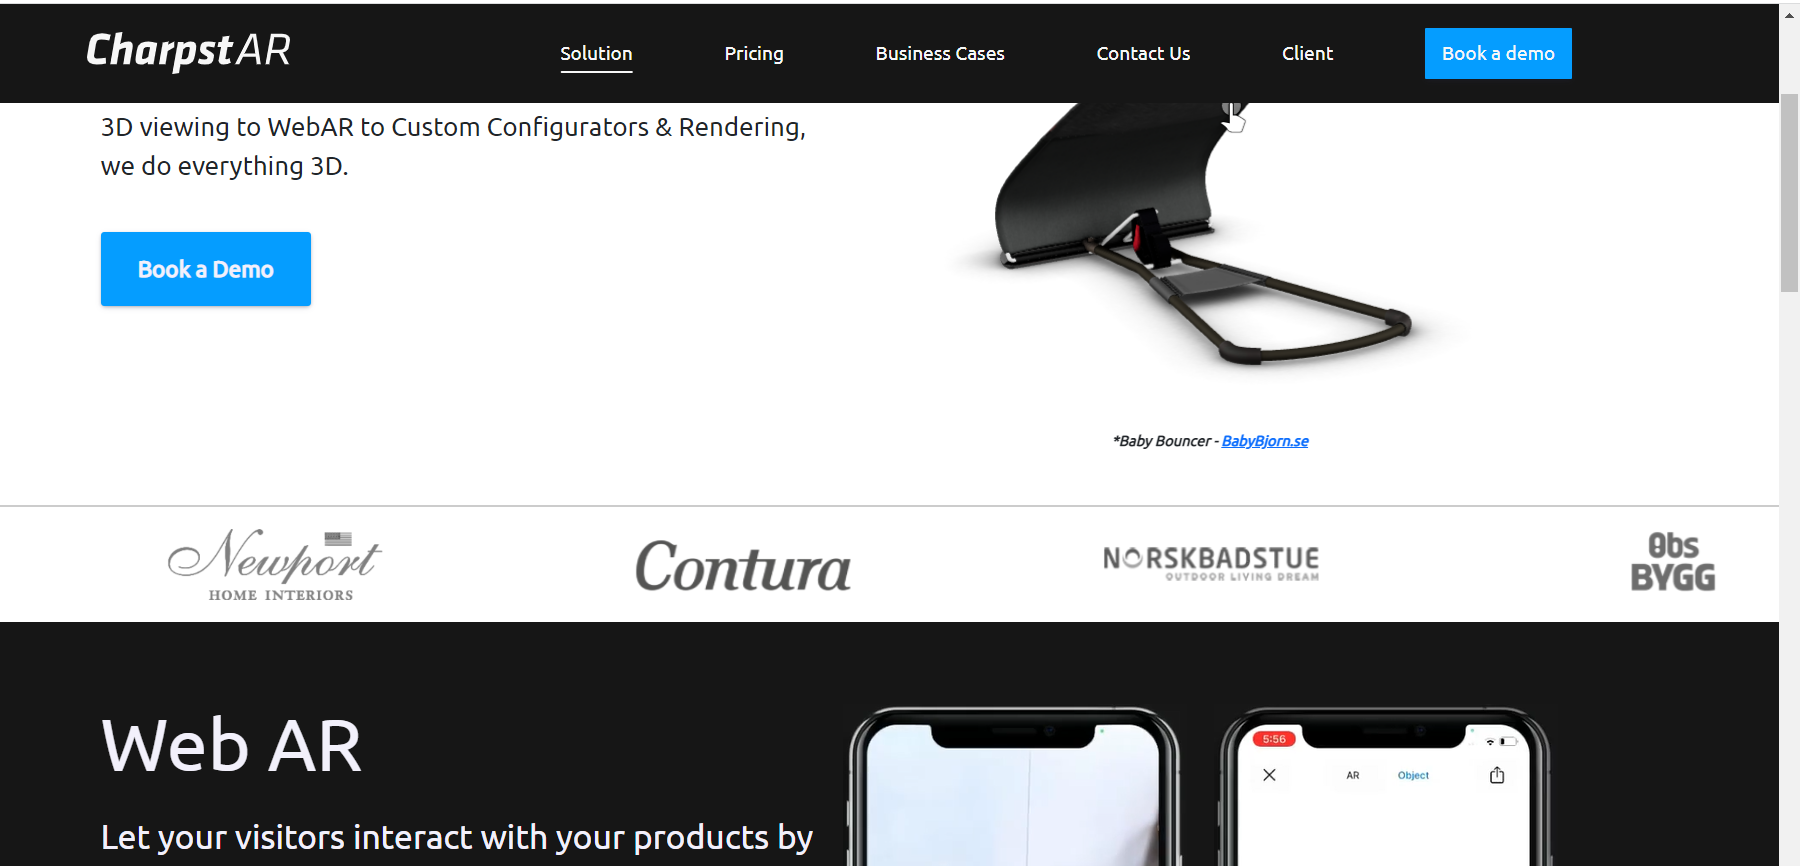 CharpstAR
Solution
Pricing
Business Cases
Contact Us
Client
Book a demo
3D viewing to WebAR to Custom Configurators & Rendering,
we do everything 3D.
Book a Demo
*Baby Bouncer - BabyBjorn.se
Newport
HOME INTERIORS
Contura
NORSKBADSTUE
OUTDOOR LIVING DREAM
Obs
BYGG
Web AR
Let your visitors interact with your products by
5:56
AR
Object